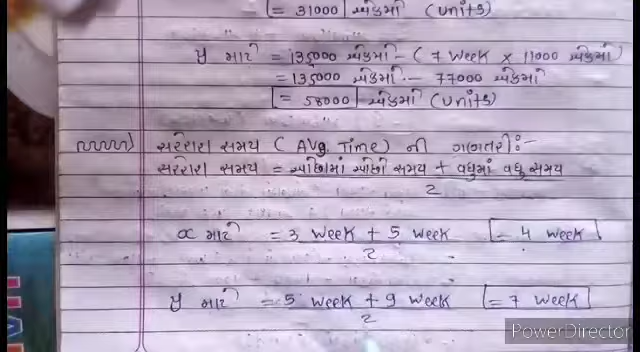 = 31000 એકમો (units)
y માટે = 135000 એકમો - (7 week × 11000 એકમો)
= 135000 એકમો - 77000 એકમો
= 58000 એકમો (units)
સરેરાશ સમય (Avg. Time) ની ગણતરી:-
સરેરાશ સમય = ઓછામાં ઓછો સમય + વધુમાં વધુ સમય
2
x માટે = 3 week + 5 week = 4 week
2
y માટે = 5 week + 9 week = 7 week
2
PowerDirector